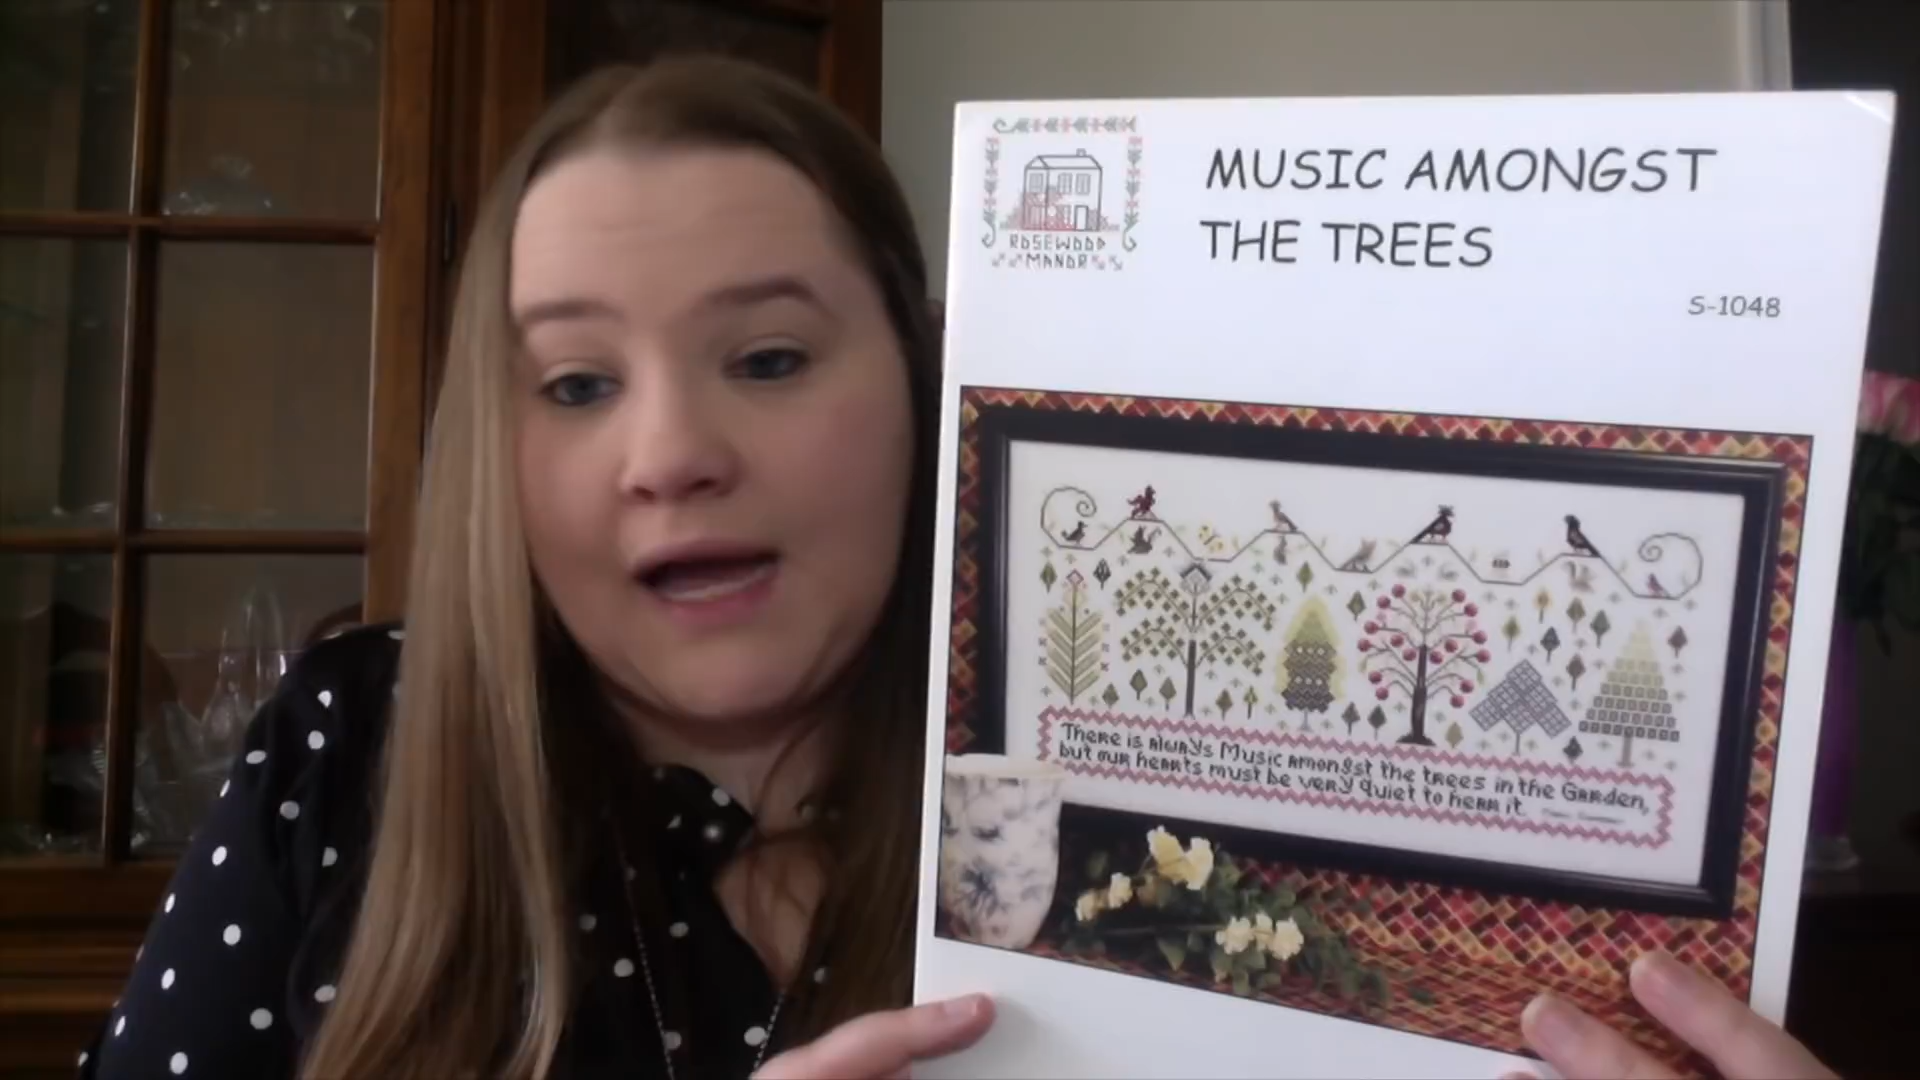 ROSEWOOD
MANOR
MUSIC AMONGST
THE TREES
S-1048
There is always Music amongst the trees in the Garden,
but our hearts must be very quiet to hear it.